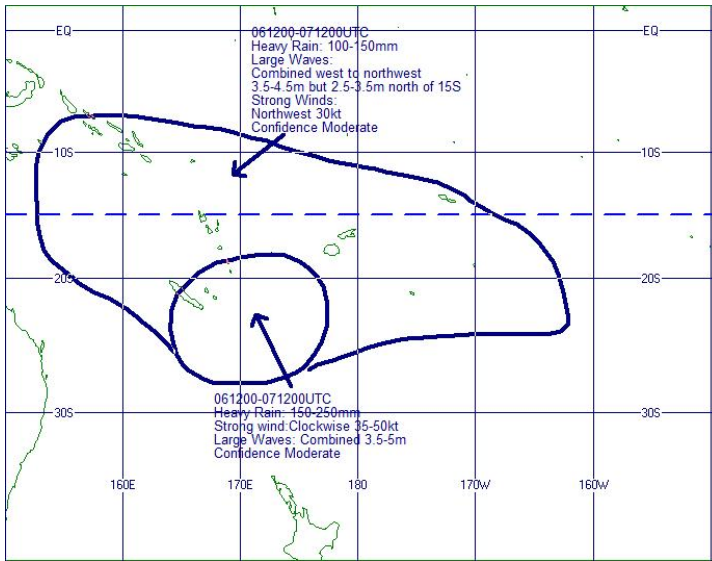 061200-071200UTC
Heavy Rain: 100-150mm
Large Waves:
Combined west to northwest
3.5-4.5m but 2.5-3.5m north of 15S
Strong Winds:
Northwest 30kt
Confidence Moderate
EQ
EQ
10S
10S
20S
20S
061200-071200UTC
Heavy Rain: 150-250mm
Strong wind:Clockwise 35-50kt
Large Waves: Combined 3.5-5m
Confidence Moderate
30S
30S
160E
170E
180
170W
160W